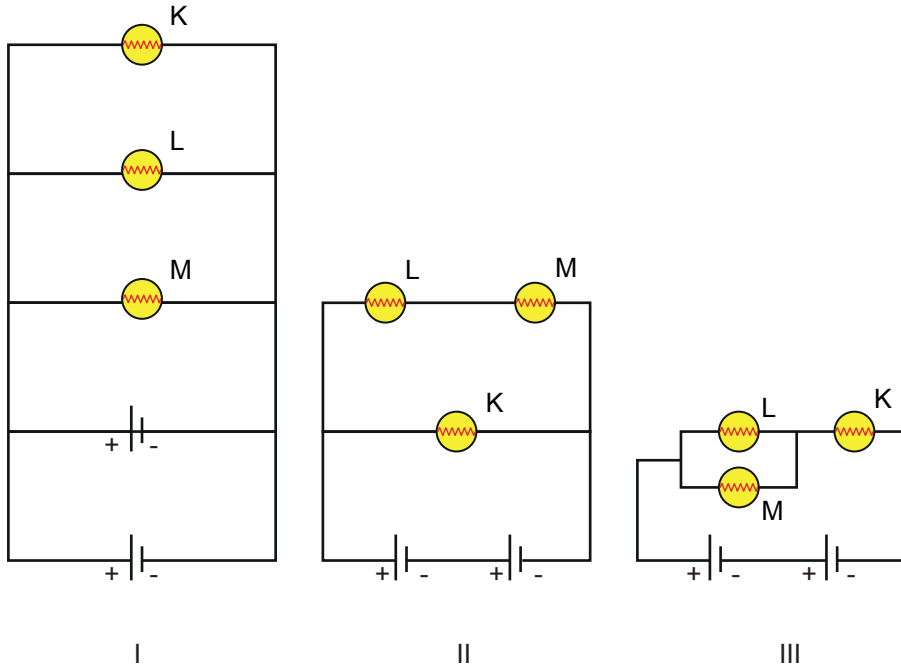 K
L
M
+ -
+ -
I
L M
K
+ - + -
II
L K
M
+ - + -
III